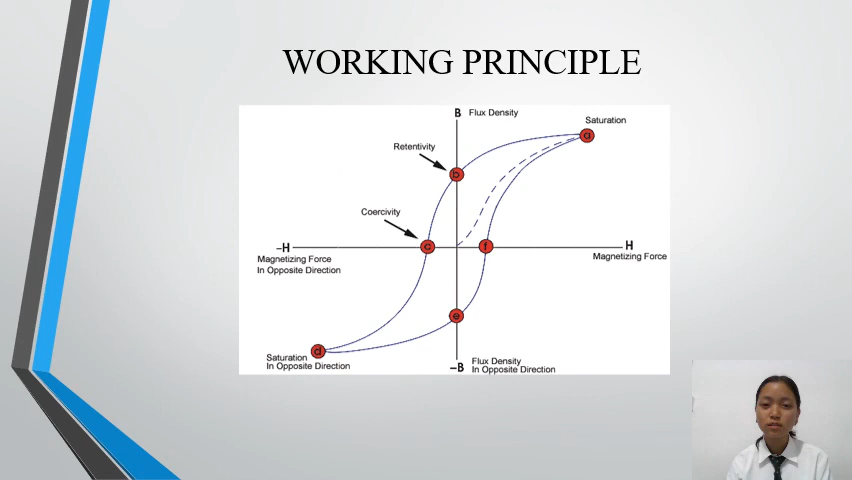 WORKING PRINCIPLE
B Flux Density
Saturation
a
Retentivity
b
Coercivity
c
f
–H
H
Magnetizing Force
In Opposite Direction
Magnetizing Force
e
d
Saturation
In Opposite Direction
–B
Flux Density
In Opposite Direction